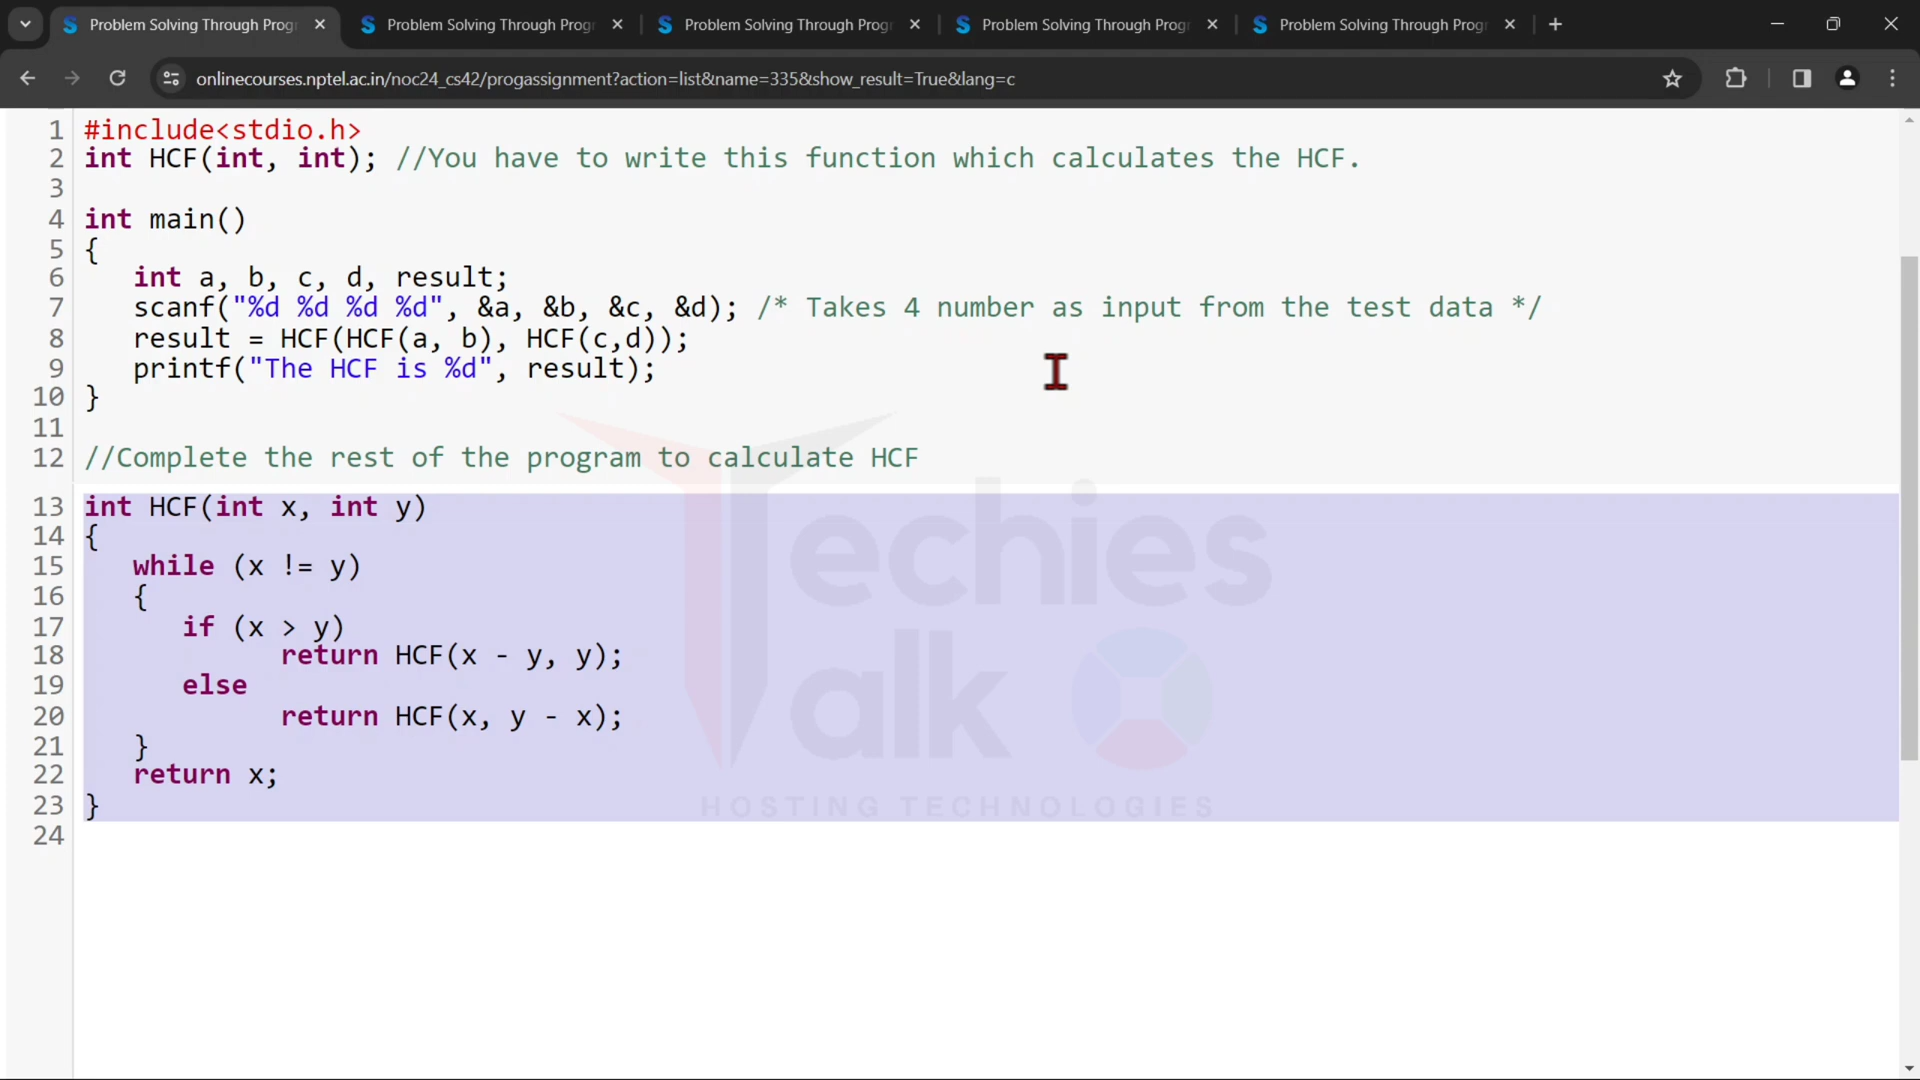 Problem Solving Through Prog
Problem Solving Through Progr
Problem Solving Through Progr
Problem Solving Through Progr
Problem Solving Through Progr
onlinecourses.nptel.ac.in/noc24_cs42/progassignment?action=list&name=335&show_result=True&lang=c
1 #include<stdio.h>
2 int HCF(int, int); //You have to write this function which calculates the HCF.
3
4 int main()
5 {
6 int a, b, c, d, result;
7 scanf("%d %d %d %d", &a, &b, &c, &d); /* Takes 4 number as input from the test data */
8 result = HCF(HCF(a, b), HCF(c,d));
9 printf("The HCF is %d", result);
10 }
11
12 //Complete the rest of the program to calculate HCF
13 int HCF(int x, int y)
14 {
15 while (x != y)
16 {
17 if (x > y)
18 return HCF(x - y, y);
19 else
20 return HCF(x, y - x);
21 }
22 return x;
23 }
24
Techies
Talk
HOSTING TECHNOLOGIES